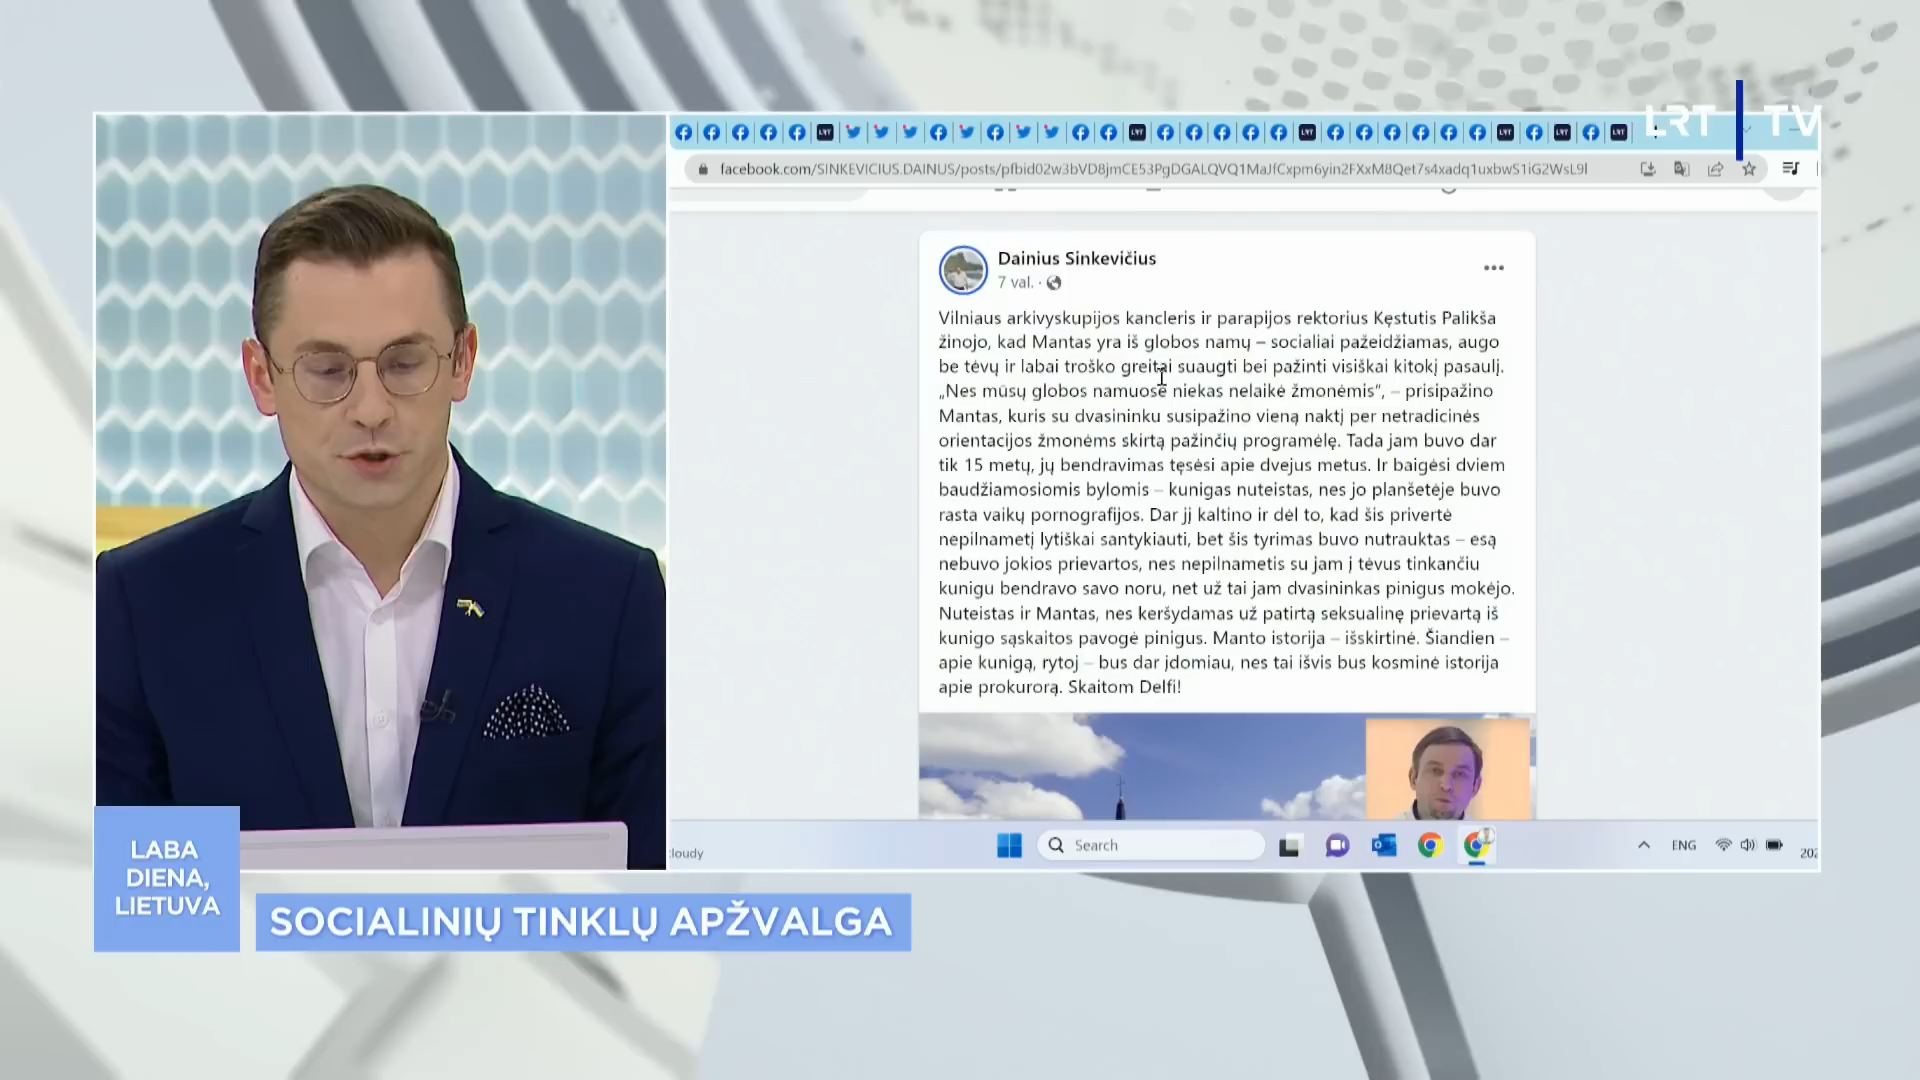 LRT TV
facebook.com/SINKEVICIUS.DAINUS/posts/pfbid02w3bVD8jmCE53PgDGALQVQ1MaJfCxpm6yin2FXxM8Qet7s4xadq1uxbwS1iG2WsL9l
Dainius Sinkevičius
7 val. ·
Vilniaus arkivyskupijos kancleris ir parapijos rektorius Kęstutis Palikša
žinojo, kad Mantas yra iš globos namų – socialiai pažeidžiamas, augo
be tėvų ir labai troško greitai suaugti bei pažinti visiškai kitokį pasaulį.
„Nes mūsų globos namuose niekas nelaikė žmonėmis“, – prisipažino
Mantas, kuris su dvasininku susipažino vieną naktį per netradicinės
orientacijos žmonėms skirtą pažinčių programėlę. Tada jam buvo dar
tik 15 metų, jų bendravimas tęsėsi apie dvejus metus. Ir baigėsi dviem
baudžiamosiomis bylomis – kunigas nuteistas, nes jo planšetėje buvo
rasta vaikų pornografijos. Dar jį kaltino ir dėl to, kad šis privertė
nepilnametį lytiškai santykiauti, bet šis tyrimas buvo nutrauktas – esą
nebuvo jokios prievartos, nes nepilnametis su jam į tėvus tinkančiu
kunigu bendravo savo noru, net už tai jam dvasininkas pinigus mokėjo.
Nuteistas ir Mantas, nes keršydamas už patirtą seksualinę prievartą iš
kunigo sąskaitos pavogė pinigus. Manto istorija – išskirtinė. Šiandien –
apie kunigą, rytoj – bus dar įdomiau, nes tai išvis bus kosminė istorija
apie prokurorą. Skaitom Delfi!
Search
ENG
LABA
DIENA,
LIETUVA
SOCIALINIŲ TINKLŲ APŽVALGA